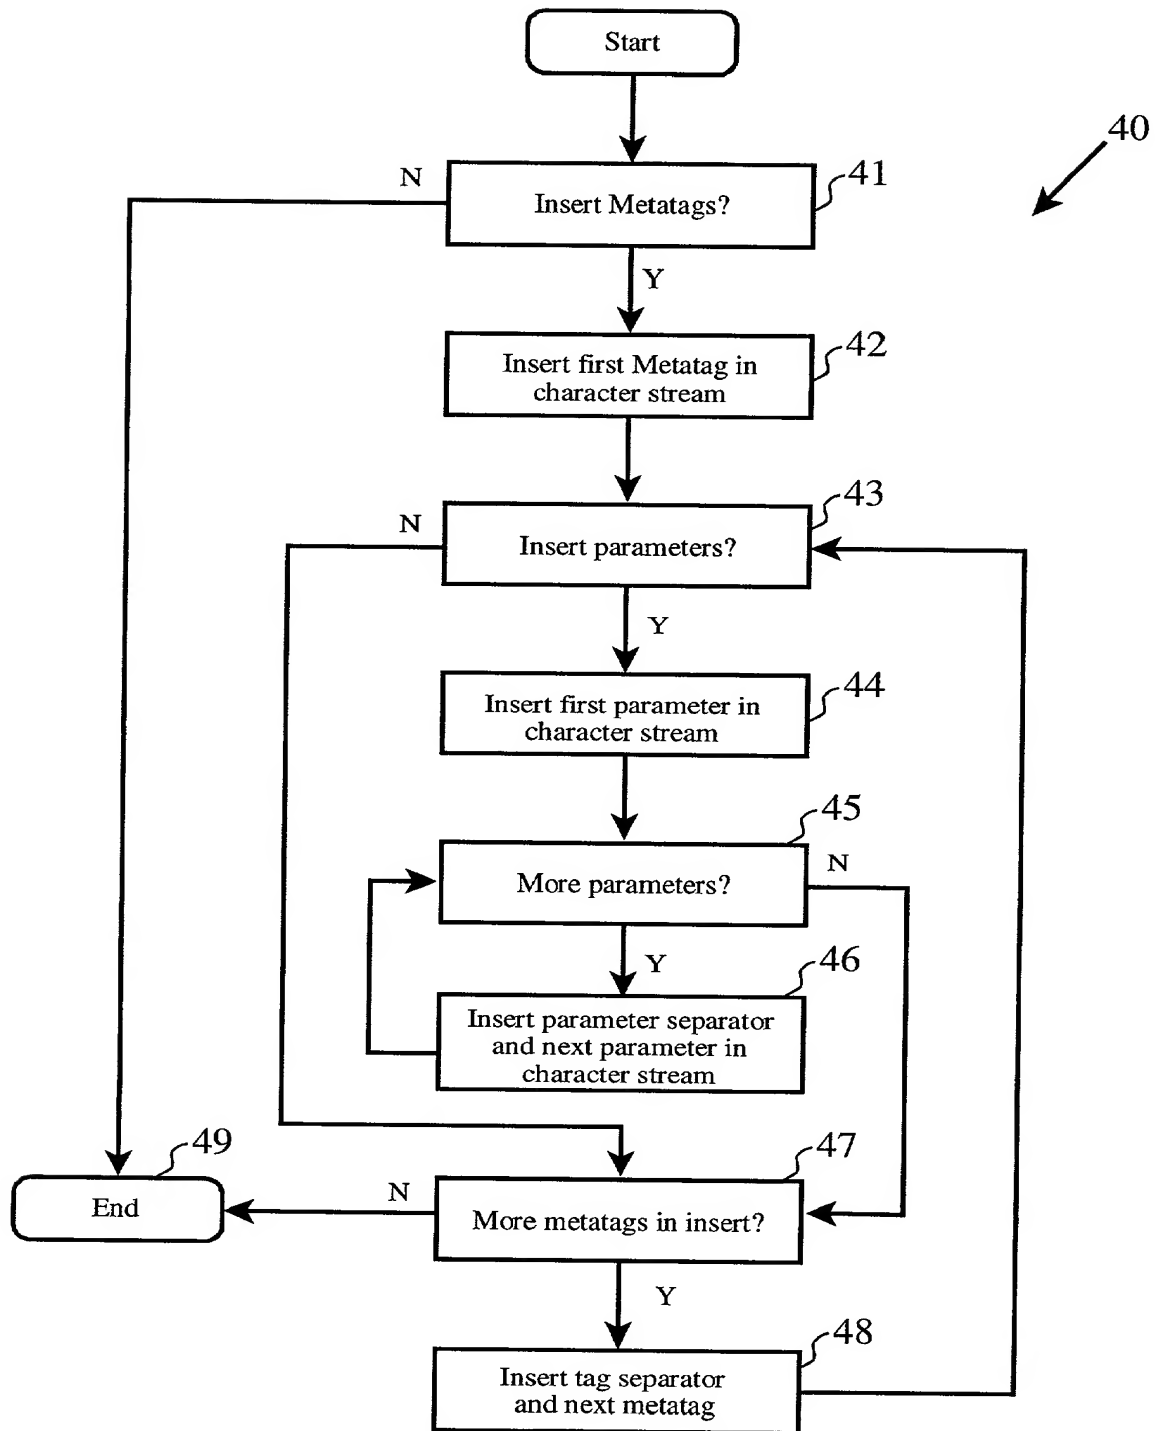 Start
40
N
41
Insert Metatags?
Y
42
Insert first Metatag in
character stream
43
N
Insert parameters?
Y
44
Insert first parameter in
character stream
45
N
More parameters?
Y
46
Insert parameter separator
and next parameter in
character stream
49
47
End
N
More metatags in insert?
Y
48
Insert tag separator
and next metatag